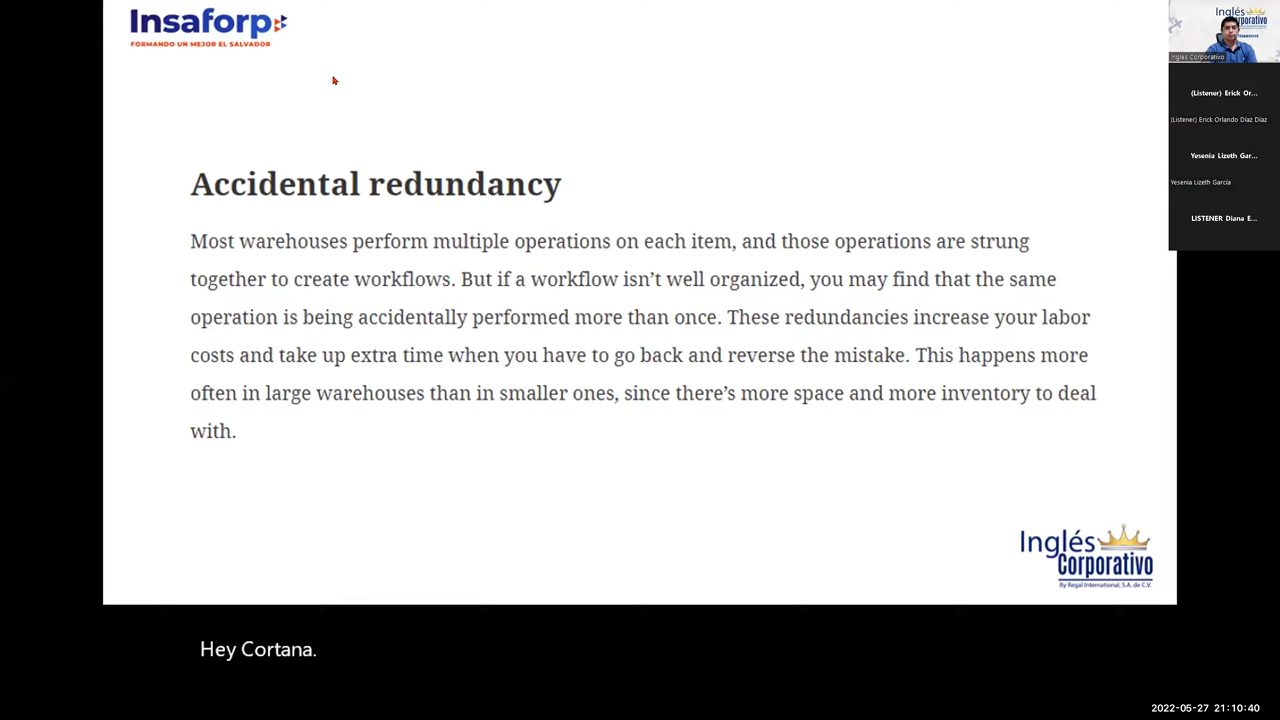 Insaforp
FORMANDO UN MEJOR EL SALVADOR
Accidental redundancy
Most warehouses perform multiple operations on each item, and those operations are strung
together to create workflows. But if a workflow isn’t well organized, you may find that the same
operation is being accidentally performed more than once. These redundancies increase your labor
costs and take up extra time when you have to go back and reverse the mistake. This happens more
often in large warehouses than in smaller ones, since there’s more space and more inventory to deal
with.
Inglés
Corporativo
By Regal International, S.A. de C.V.
Hey Cortana.
Inglés
Corporativo
Ingles Corporativo
(Listener) Erick Or...
(Listener) Erick Orlando Díaz Díaz
Yesenia Lizeth Gar...
Yesenia Lizeth García
LISTENER Diana E...
2022-05-27 21:10:40